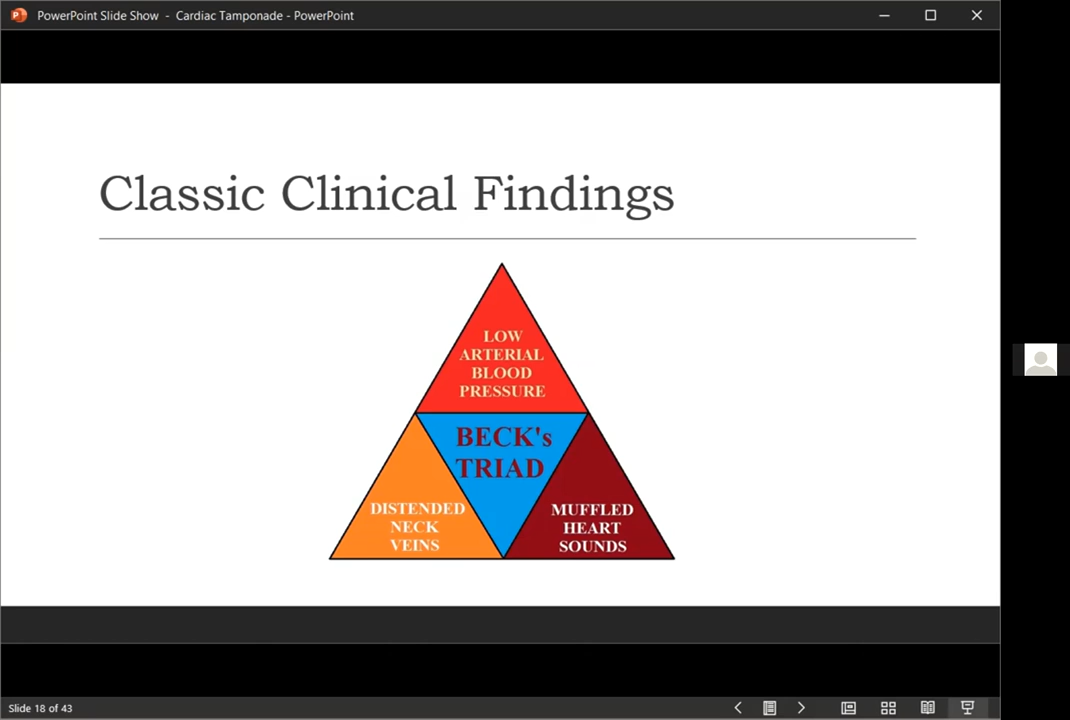 PowerPoint Slide Show - Cardiac Tamponade - PowerPoint
Classic Clinical Findings
LOW
ARTERIAL
BLOOD
PRESSURE
BECK's
TRIAD
DISTENDED
NECK
VEINS
MUFFLED
HEART
SOUNDS
Slide 18 of 43